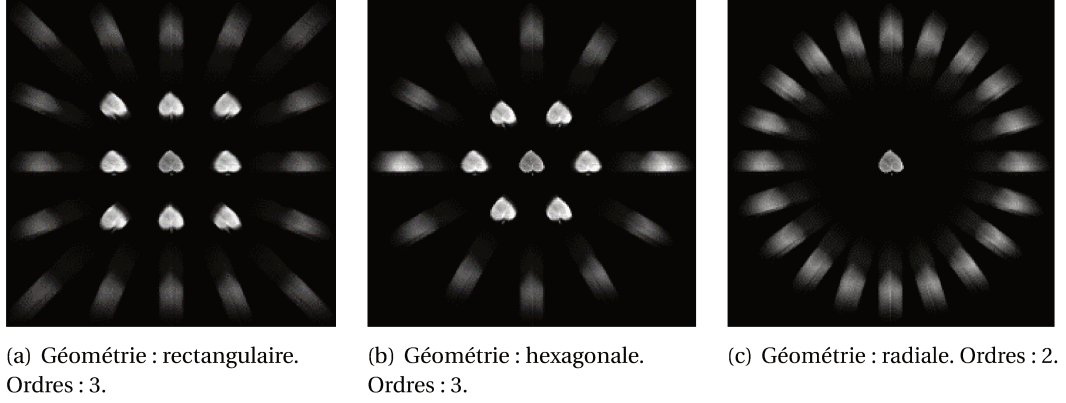 (a) Géométrie : rectangulaire.
Ordres : 3.
(b) Géométrie : hexagonale.
Ordres : 3.
(c) Géométrie : radiale. Ordres : 2.